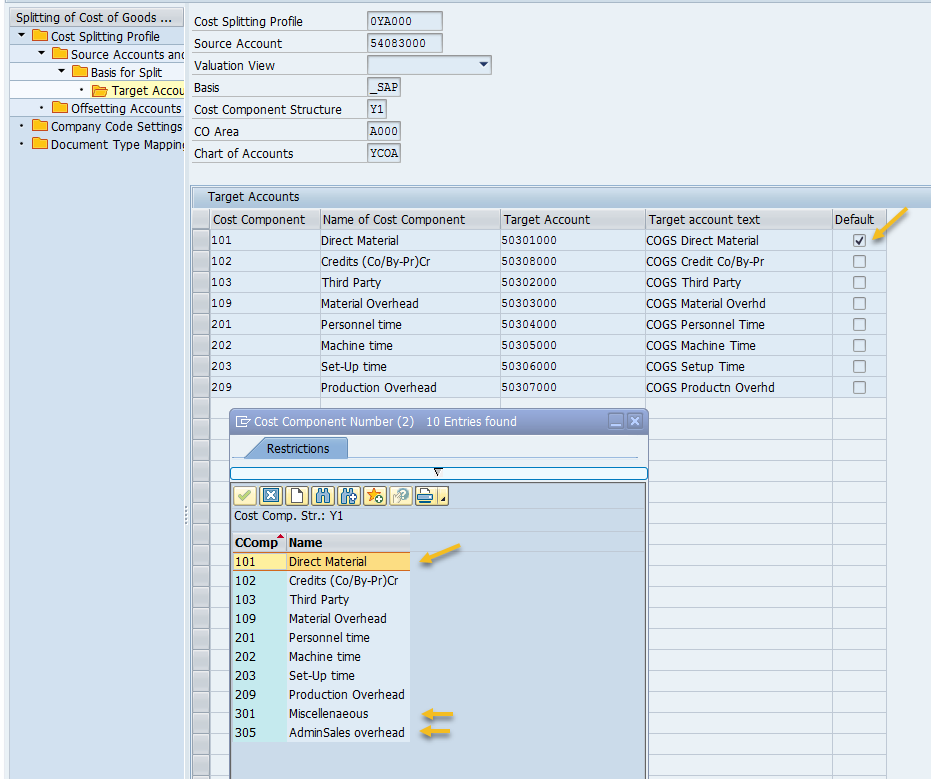 Splitting of Cost of Goods ...
Cost Splitting Profile
Source Accounts and
Basis for Split
Target Accou
Offsetting Accounts
Company Code Settings
Document Type Mapping
Cost Splitting Profile 0YA000
Source Account 54083000
Valuation View
Basis _SAP
Cost Component Structure Y1
CO Area A000
Chart of Accounts YCOA
Target Accounts
Cost Component Name of Cost Component Target Account Target account text Default
101 Direct Material 50301000 COGS Direct Material
102 Credits (Co/By-Pr)Cr 50308000 COGS Credit Co/By-Pr
103 Third Party 50302000 COGS Third Party
109 Material Overhead 50303000 COGS Material Overhd
201 Personnel time 50304000 COGS Personnel Time
202 Machine time 50305000 COGS Machine Time
203 Set-Up time 50306000 COGS Setup Time
209 Production Overhead 50307000 COGS Productn Overhd
Cost Component Number (2) 10 Entries found
Restrictions
Cost Comp. Str.: Y1
CComp Name
101 Direct Material
102 Credits (Co/By-Pr)Cr
103 Third Party
109 Material Overhead
201 Personnel time
202 Machine time
203 Set-Up time
209 Production Overhead
301 Miscellenaeous
305 AdminSales overhead